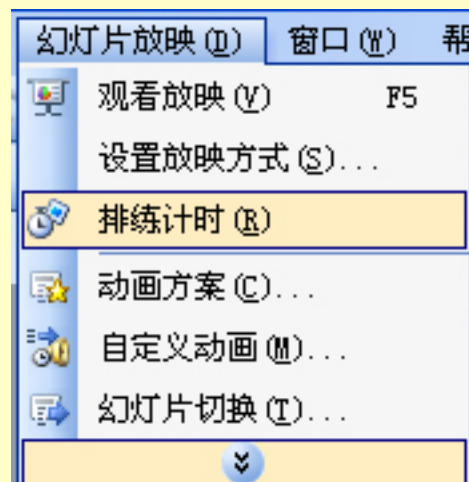 幻灯片放映(D) 窗口(W) 帮
观看放映(V) F5
设置放映方式(S)...
排练计时(R)
动画方案(C)...
自定义动画(M)...
幻灯片切换(T)...